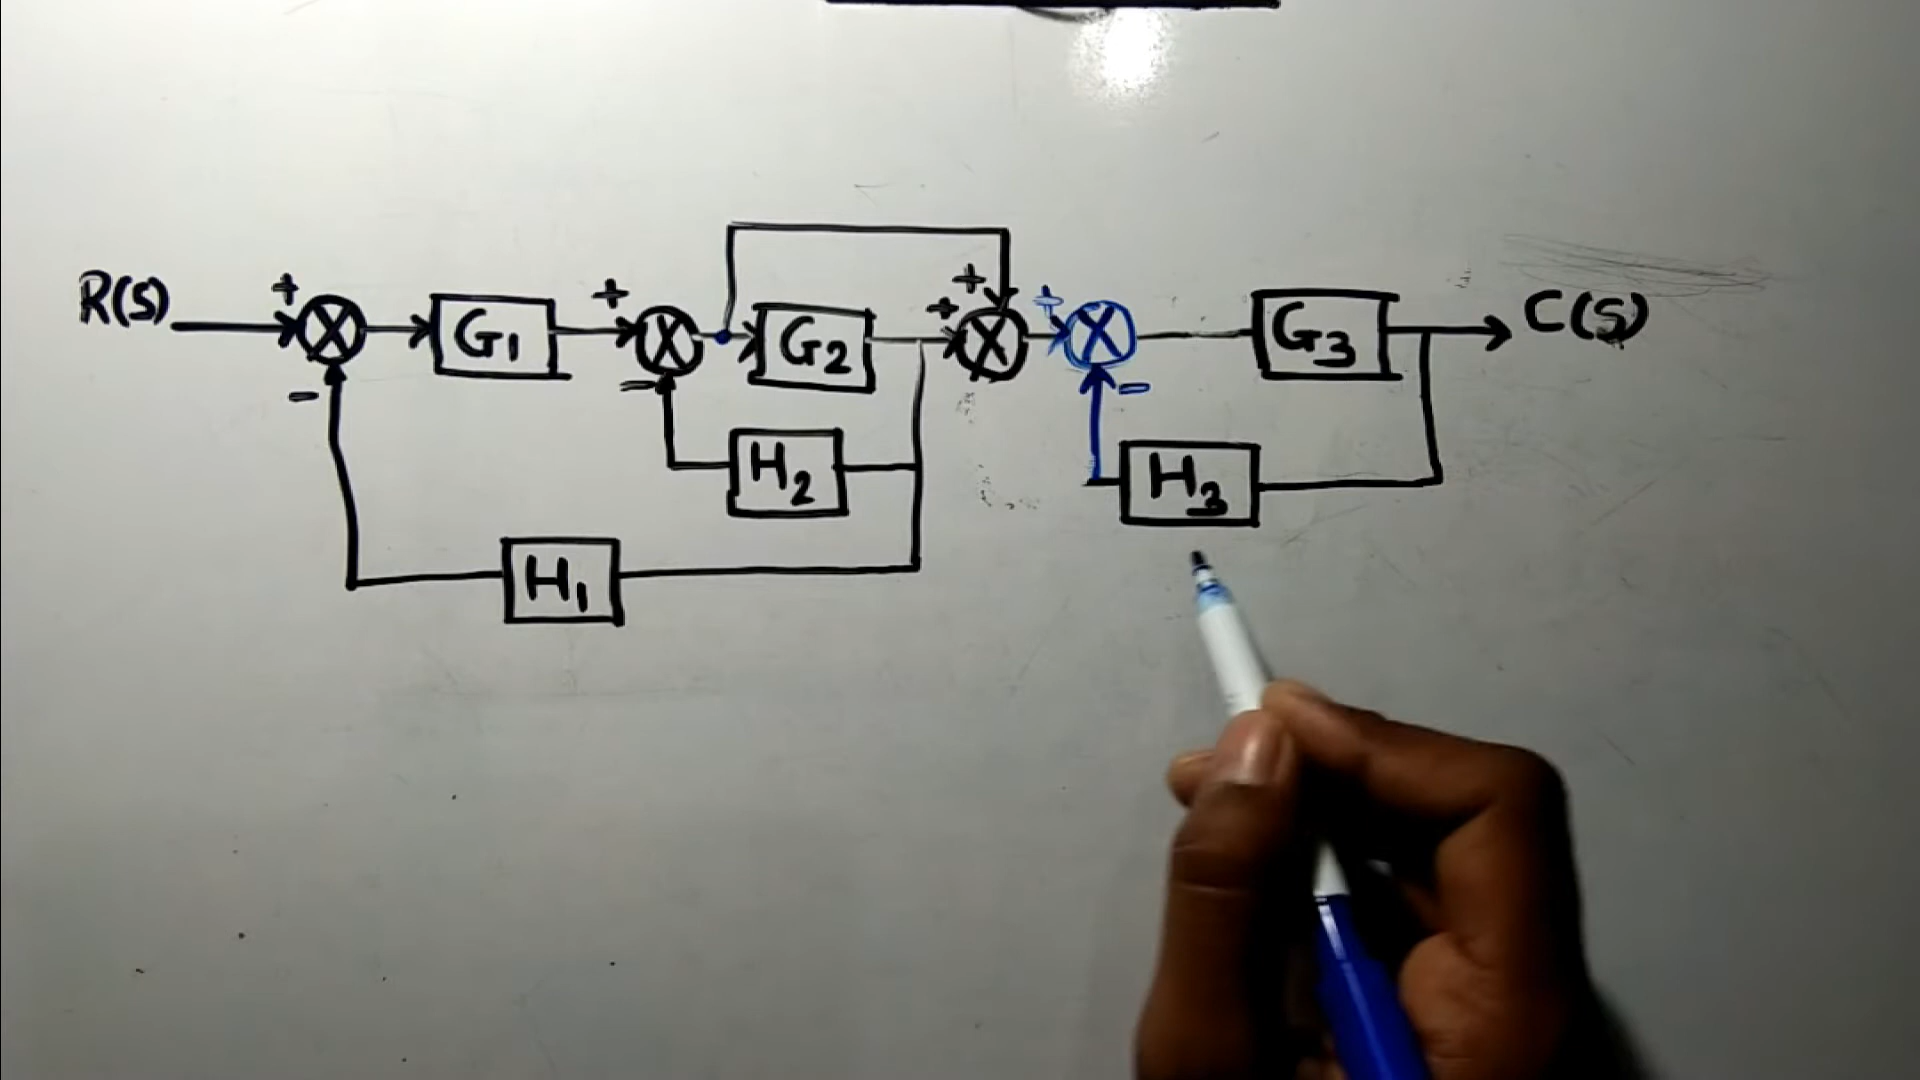 R(S) + - G1 + - G2 + + + - G3 C(S)
H2 H3
H1